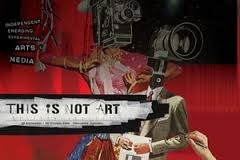 INDEPENDENT
EMERGING
EXPERIMENTAL
ARTS
MEDIA
THIS IS NOT ART